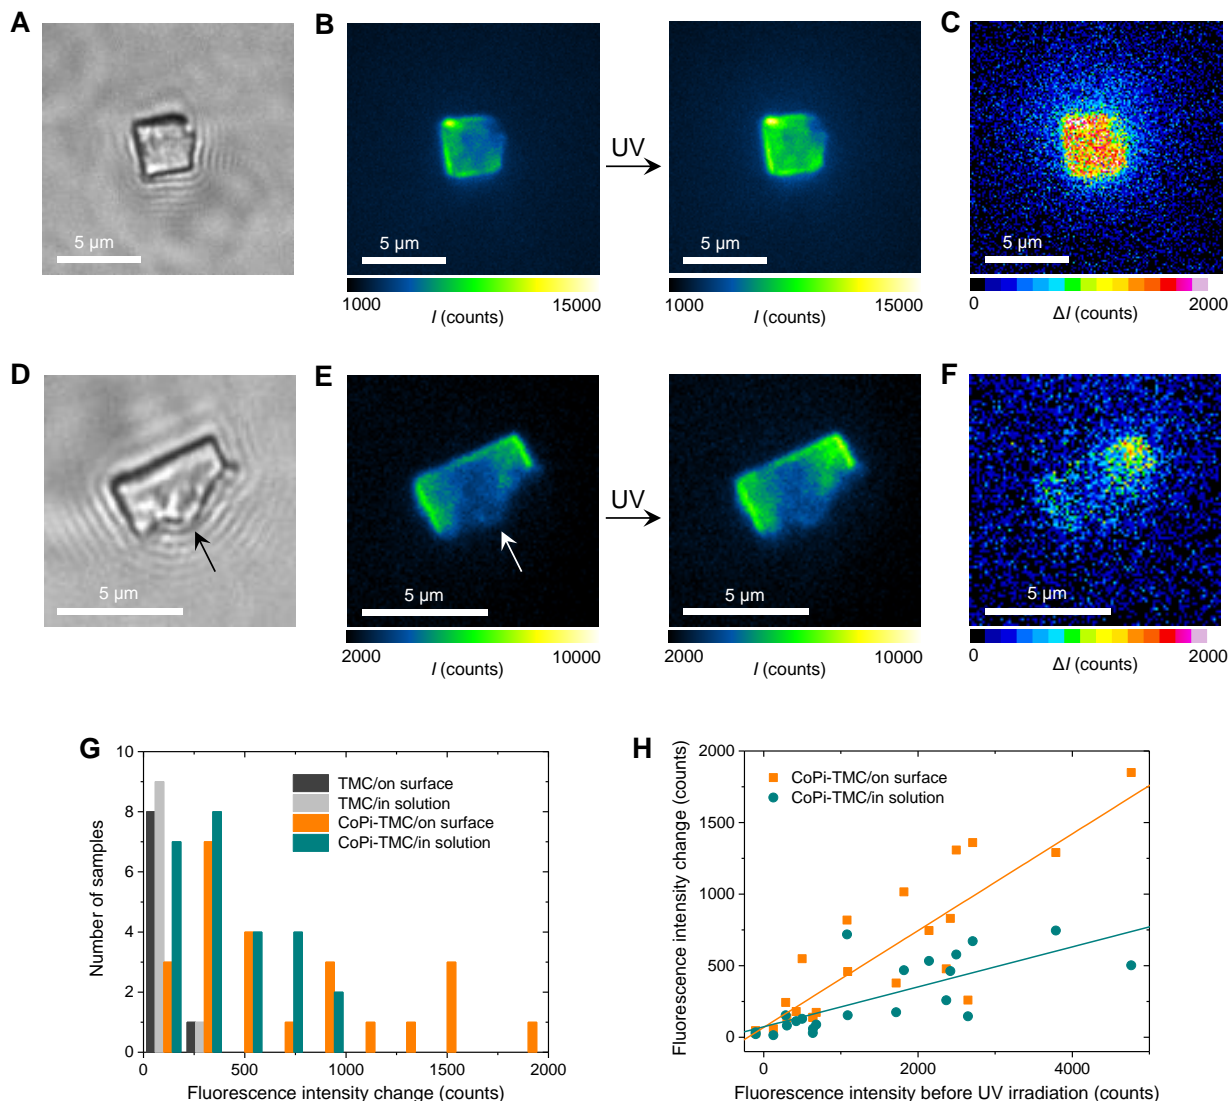 A
B
C
UV
5 µm
5 µm
5 µm
5 µm
1000 15000
I (counts)
1000 15000
I (counts)
0 2000
ΔI (counts)
D
E
F
UV
5 µm
5 µm
5 µm
5 µm
2000 10000
I (counts)
2000 10000
I (counts)
0 2000
ΔI (counts)
G
10
8
6
4
2
0
Number of samples
TMC/on surface
TMC/in solution
CoPi-TMC/on surface
CoPi-TMC/in solution
0 500 1000 1500 2000
Fluorescence intensity change (counts)
H
2000
1500
1000
500
0
Fluorescence intensity change (counts)
CoPi-TMC/on surface
CoPi-TMC/in solution
0 2000 4000
Fluorescence intensity before UV irradiation (counts)